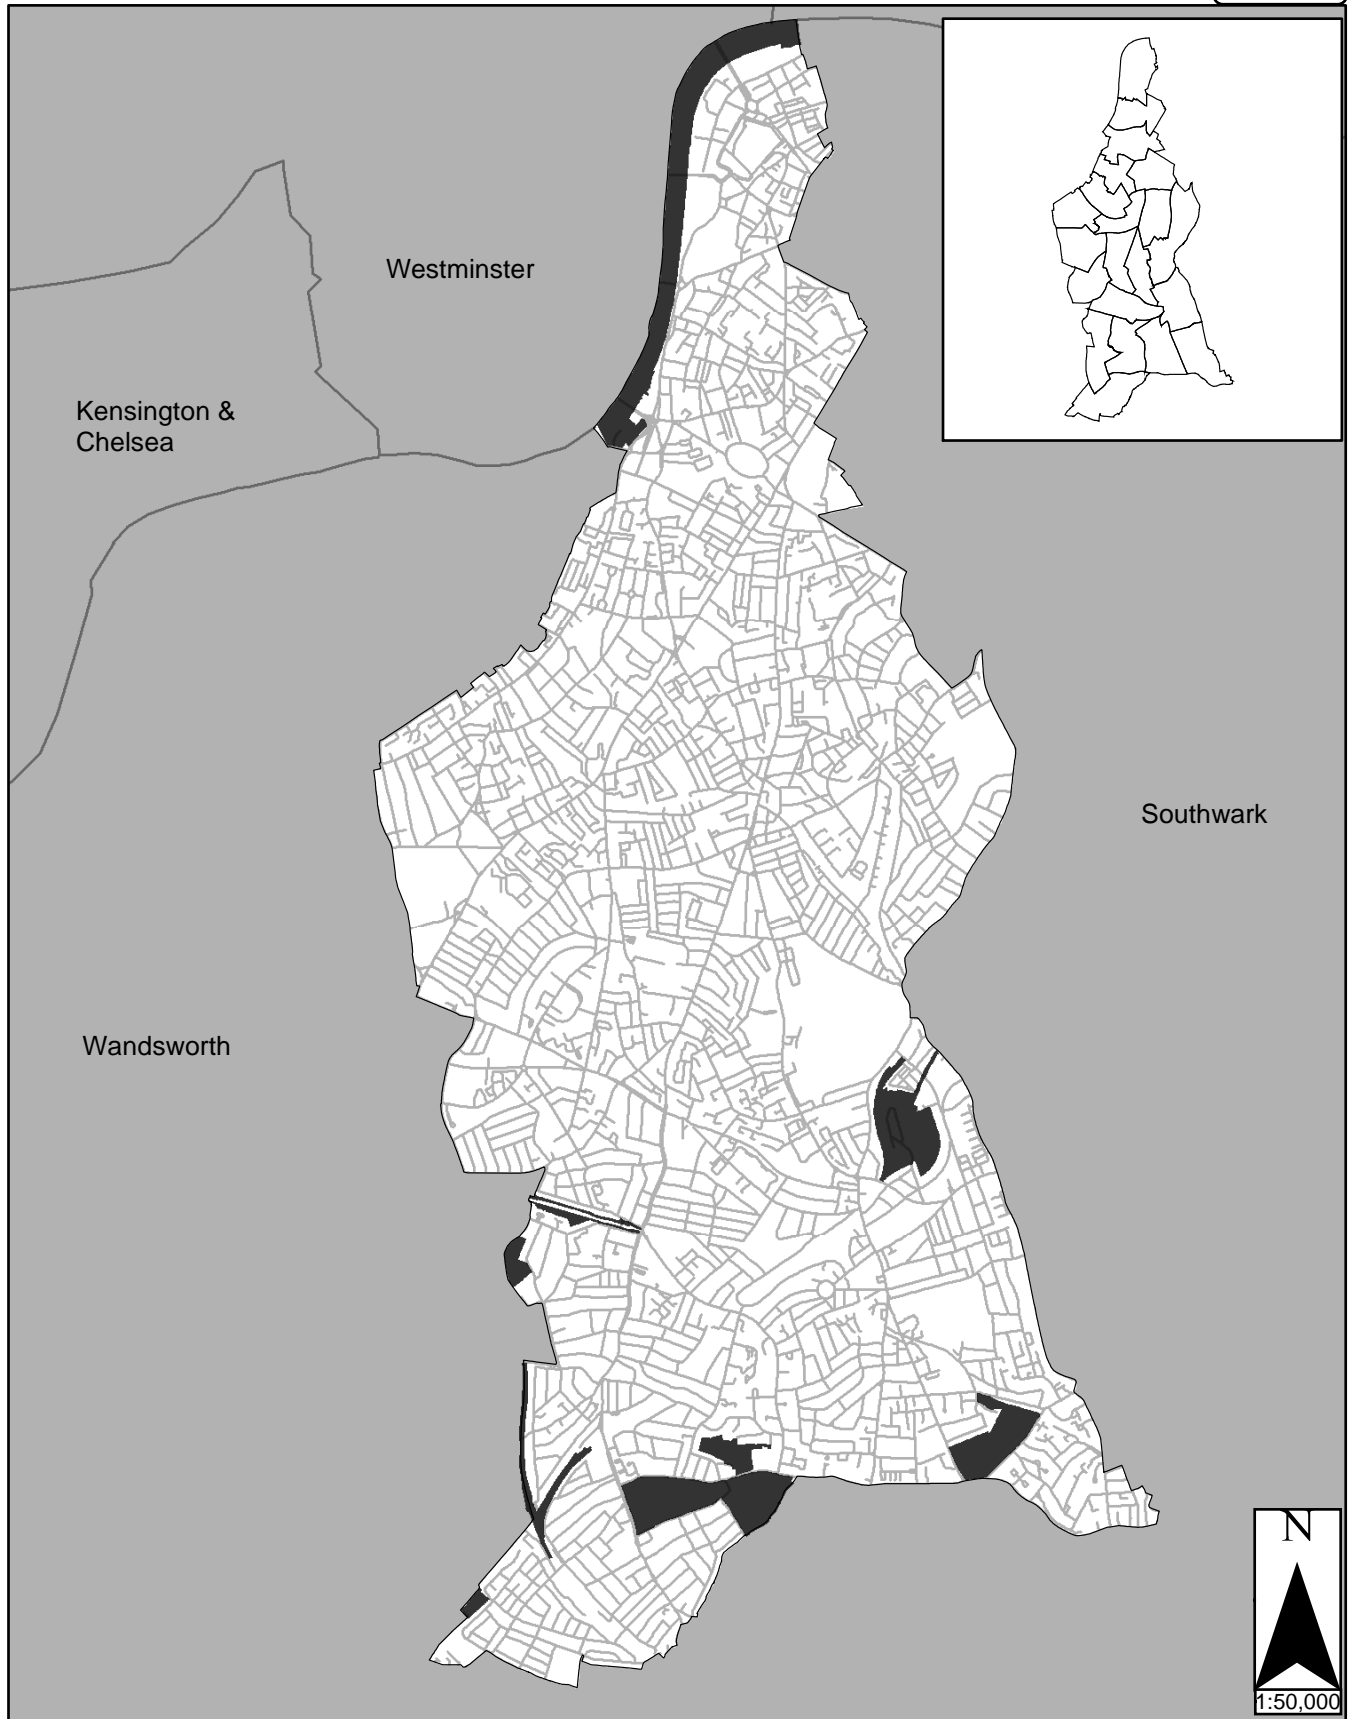 Westminster
Kensington &
Chelsea
Southwark
Wandsworth
N
1:50,000